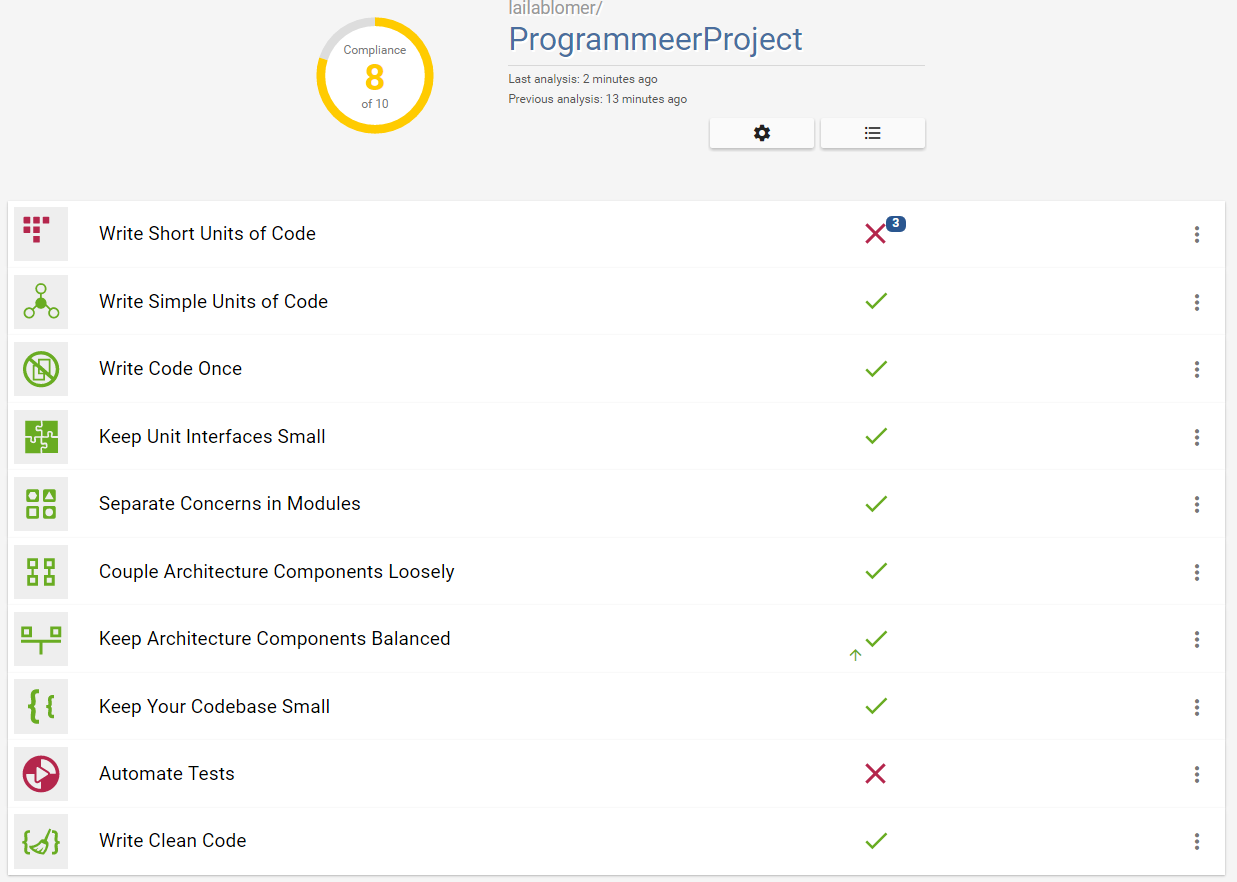 lailablomer/
ProgrammeerProject
Compliance
8
of 10
Last analysis: 2 minutes ago
Previous analysis: 13 minutes ago
Write Short Units of Code
3
Write Simple Units of Code
Write Code Once
Keep Unit Interfaces Small
Separate Concerns in Modules
Couple Architecture Components Loosely
Keep Architecture Components Balanced
Keep Your Codebase Small
Automate Tests
Write Clean Code